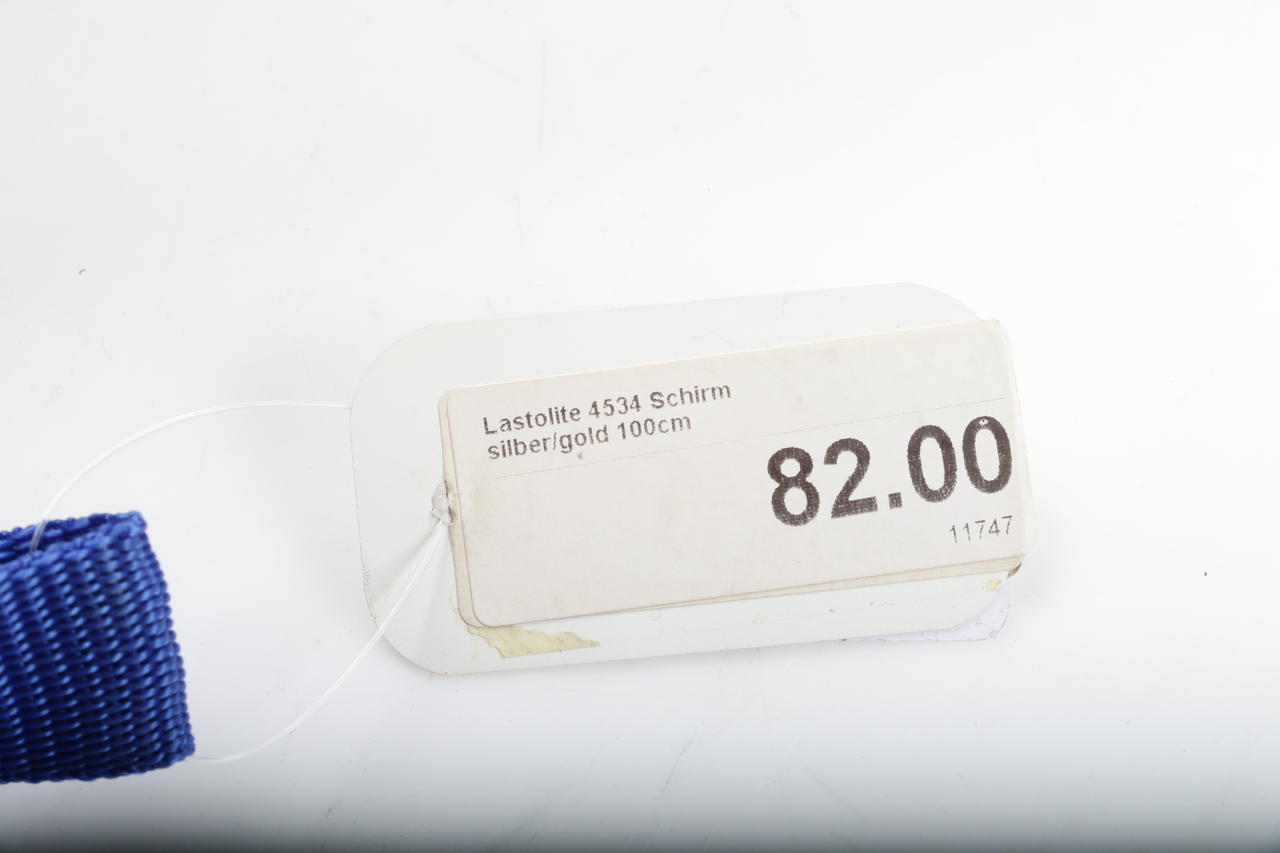 Lastolite 4534 Schirm
silber/gold 100cm
82.00
11747